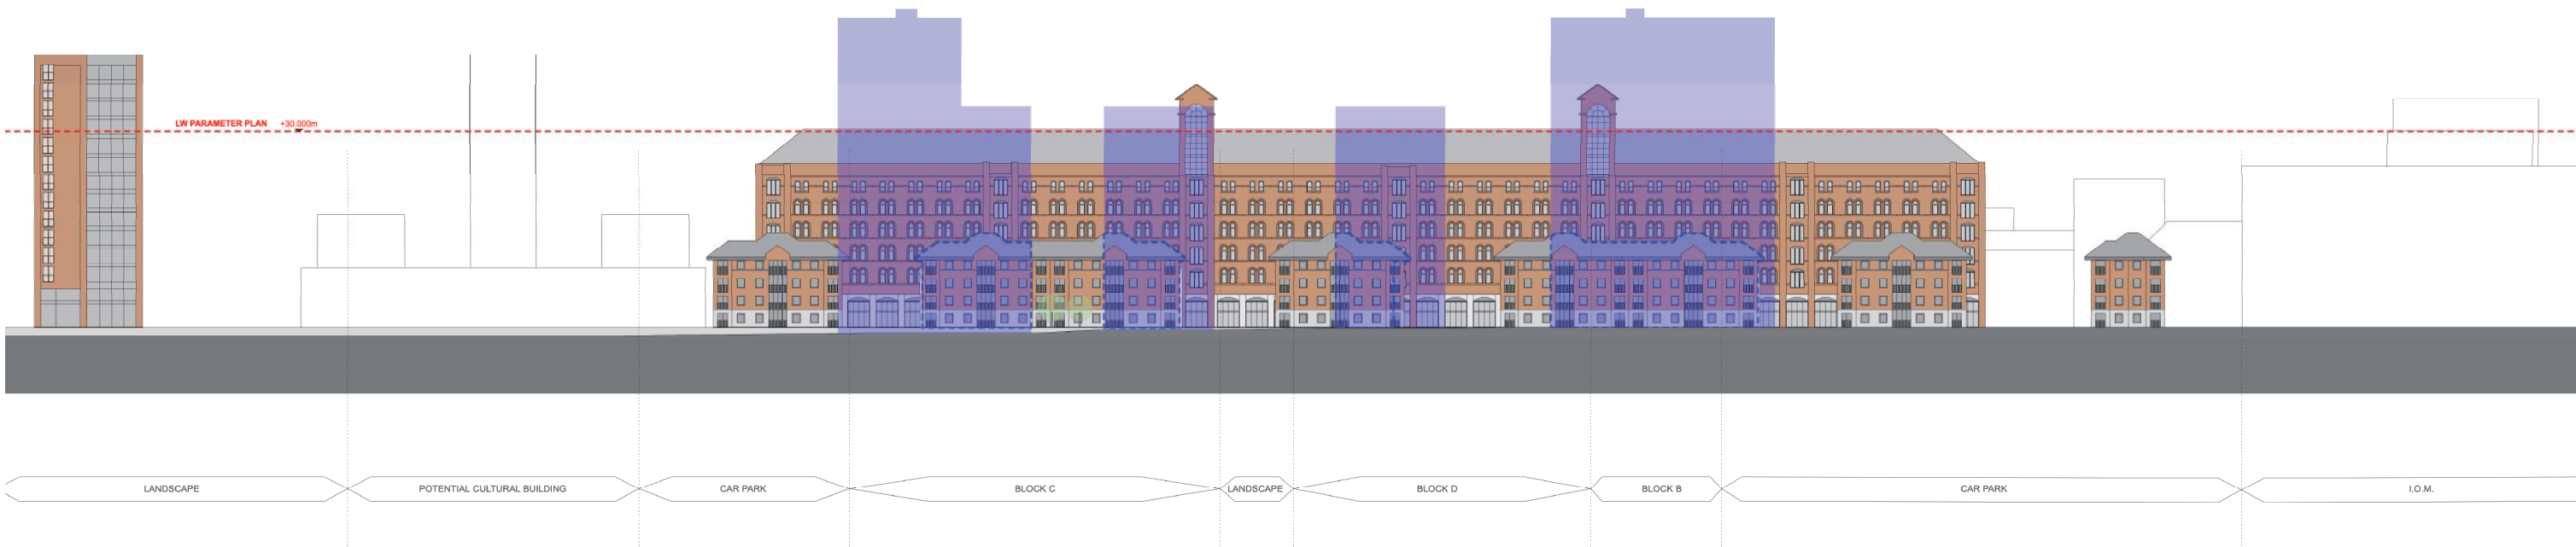 LW PARAMETER PLAN +30.000m
LANDSCAPE
POTENTIAL CULTURAL BUILDING
CAR PARK
BLOCK C
LANDSCAPE
BLOCK D
BLOCK B
CAR PARK
I.O.M.